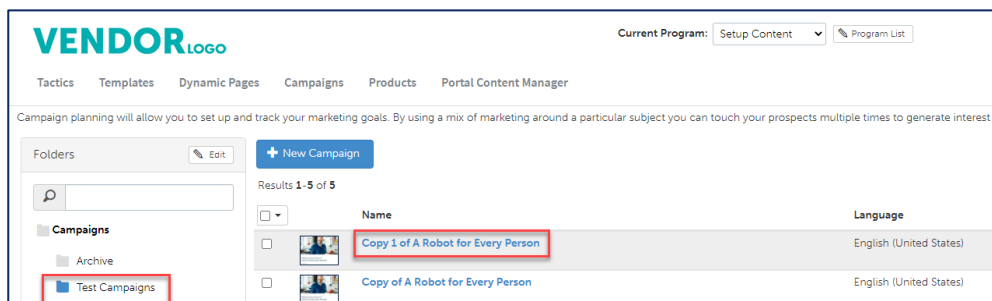 VENDOR LOGO
Current Program: Setup Content Program List
Tactics Templates Dynamic Pages Campaigns Products Portal Content Manager
Campaign planning will allow you to set up and track your marketing goals. By using a mix of marketing around a particular subject you can touch your prospects multiple times to generate interest
Folders Edit
New Campaign
Results 1-5 of 5
Name Language
Campaigns
Copy 1 of A Robot for Every Person English (United States)
Archive
Test Campaigns
Copy of A Robot for Every Person English (United States)